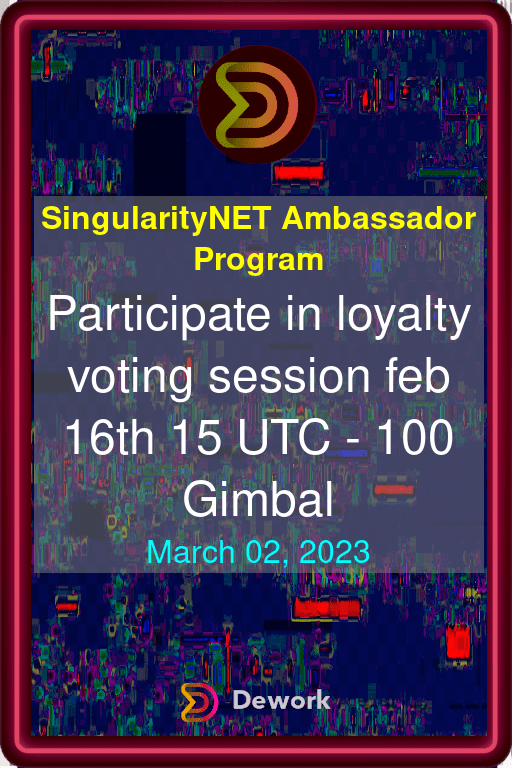 SingularityNET Ambassador
Program
Participate in loyalty
voting session feb
16th 15 UTC - 100
Gimbal
March 02, 2023
Dework